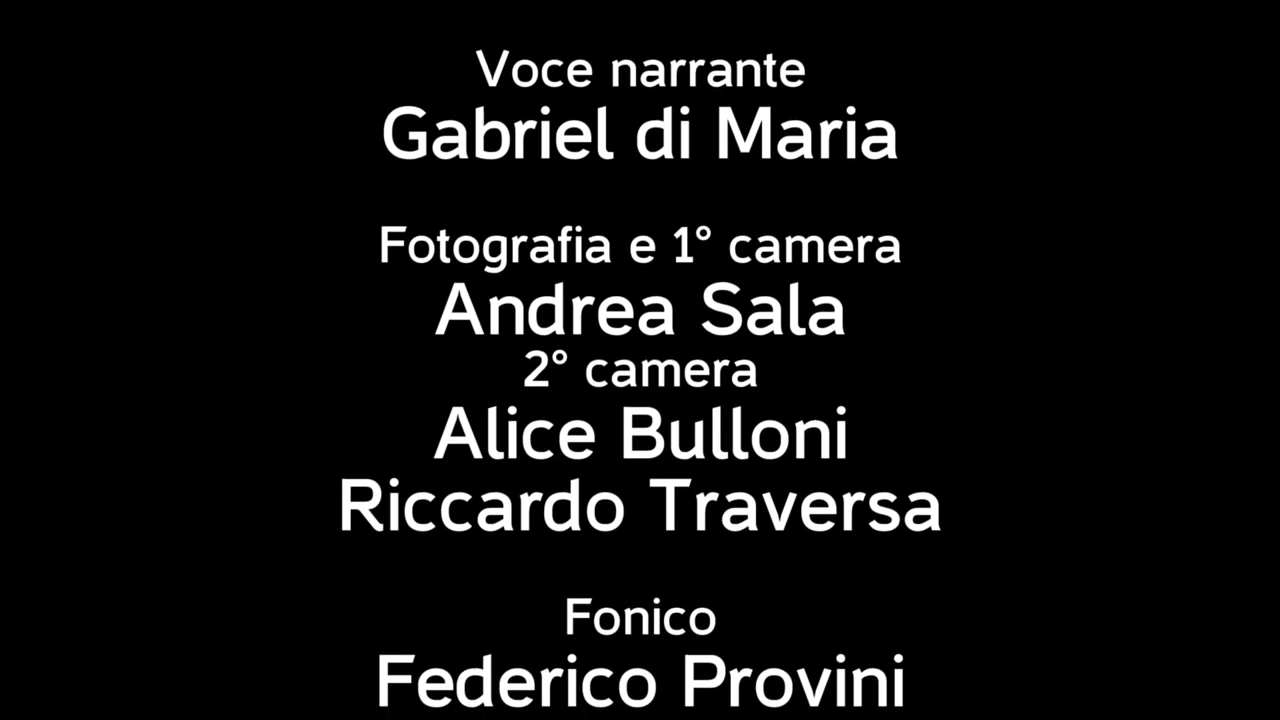 Voce narrante
Gabriel di Maria
Fotografia e 1° camera
Andrea Sala
2° camera
Alice Bulloni
Riccardo Traversa
Fonico
Federico Provini